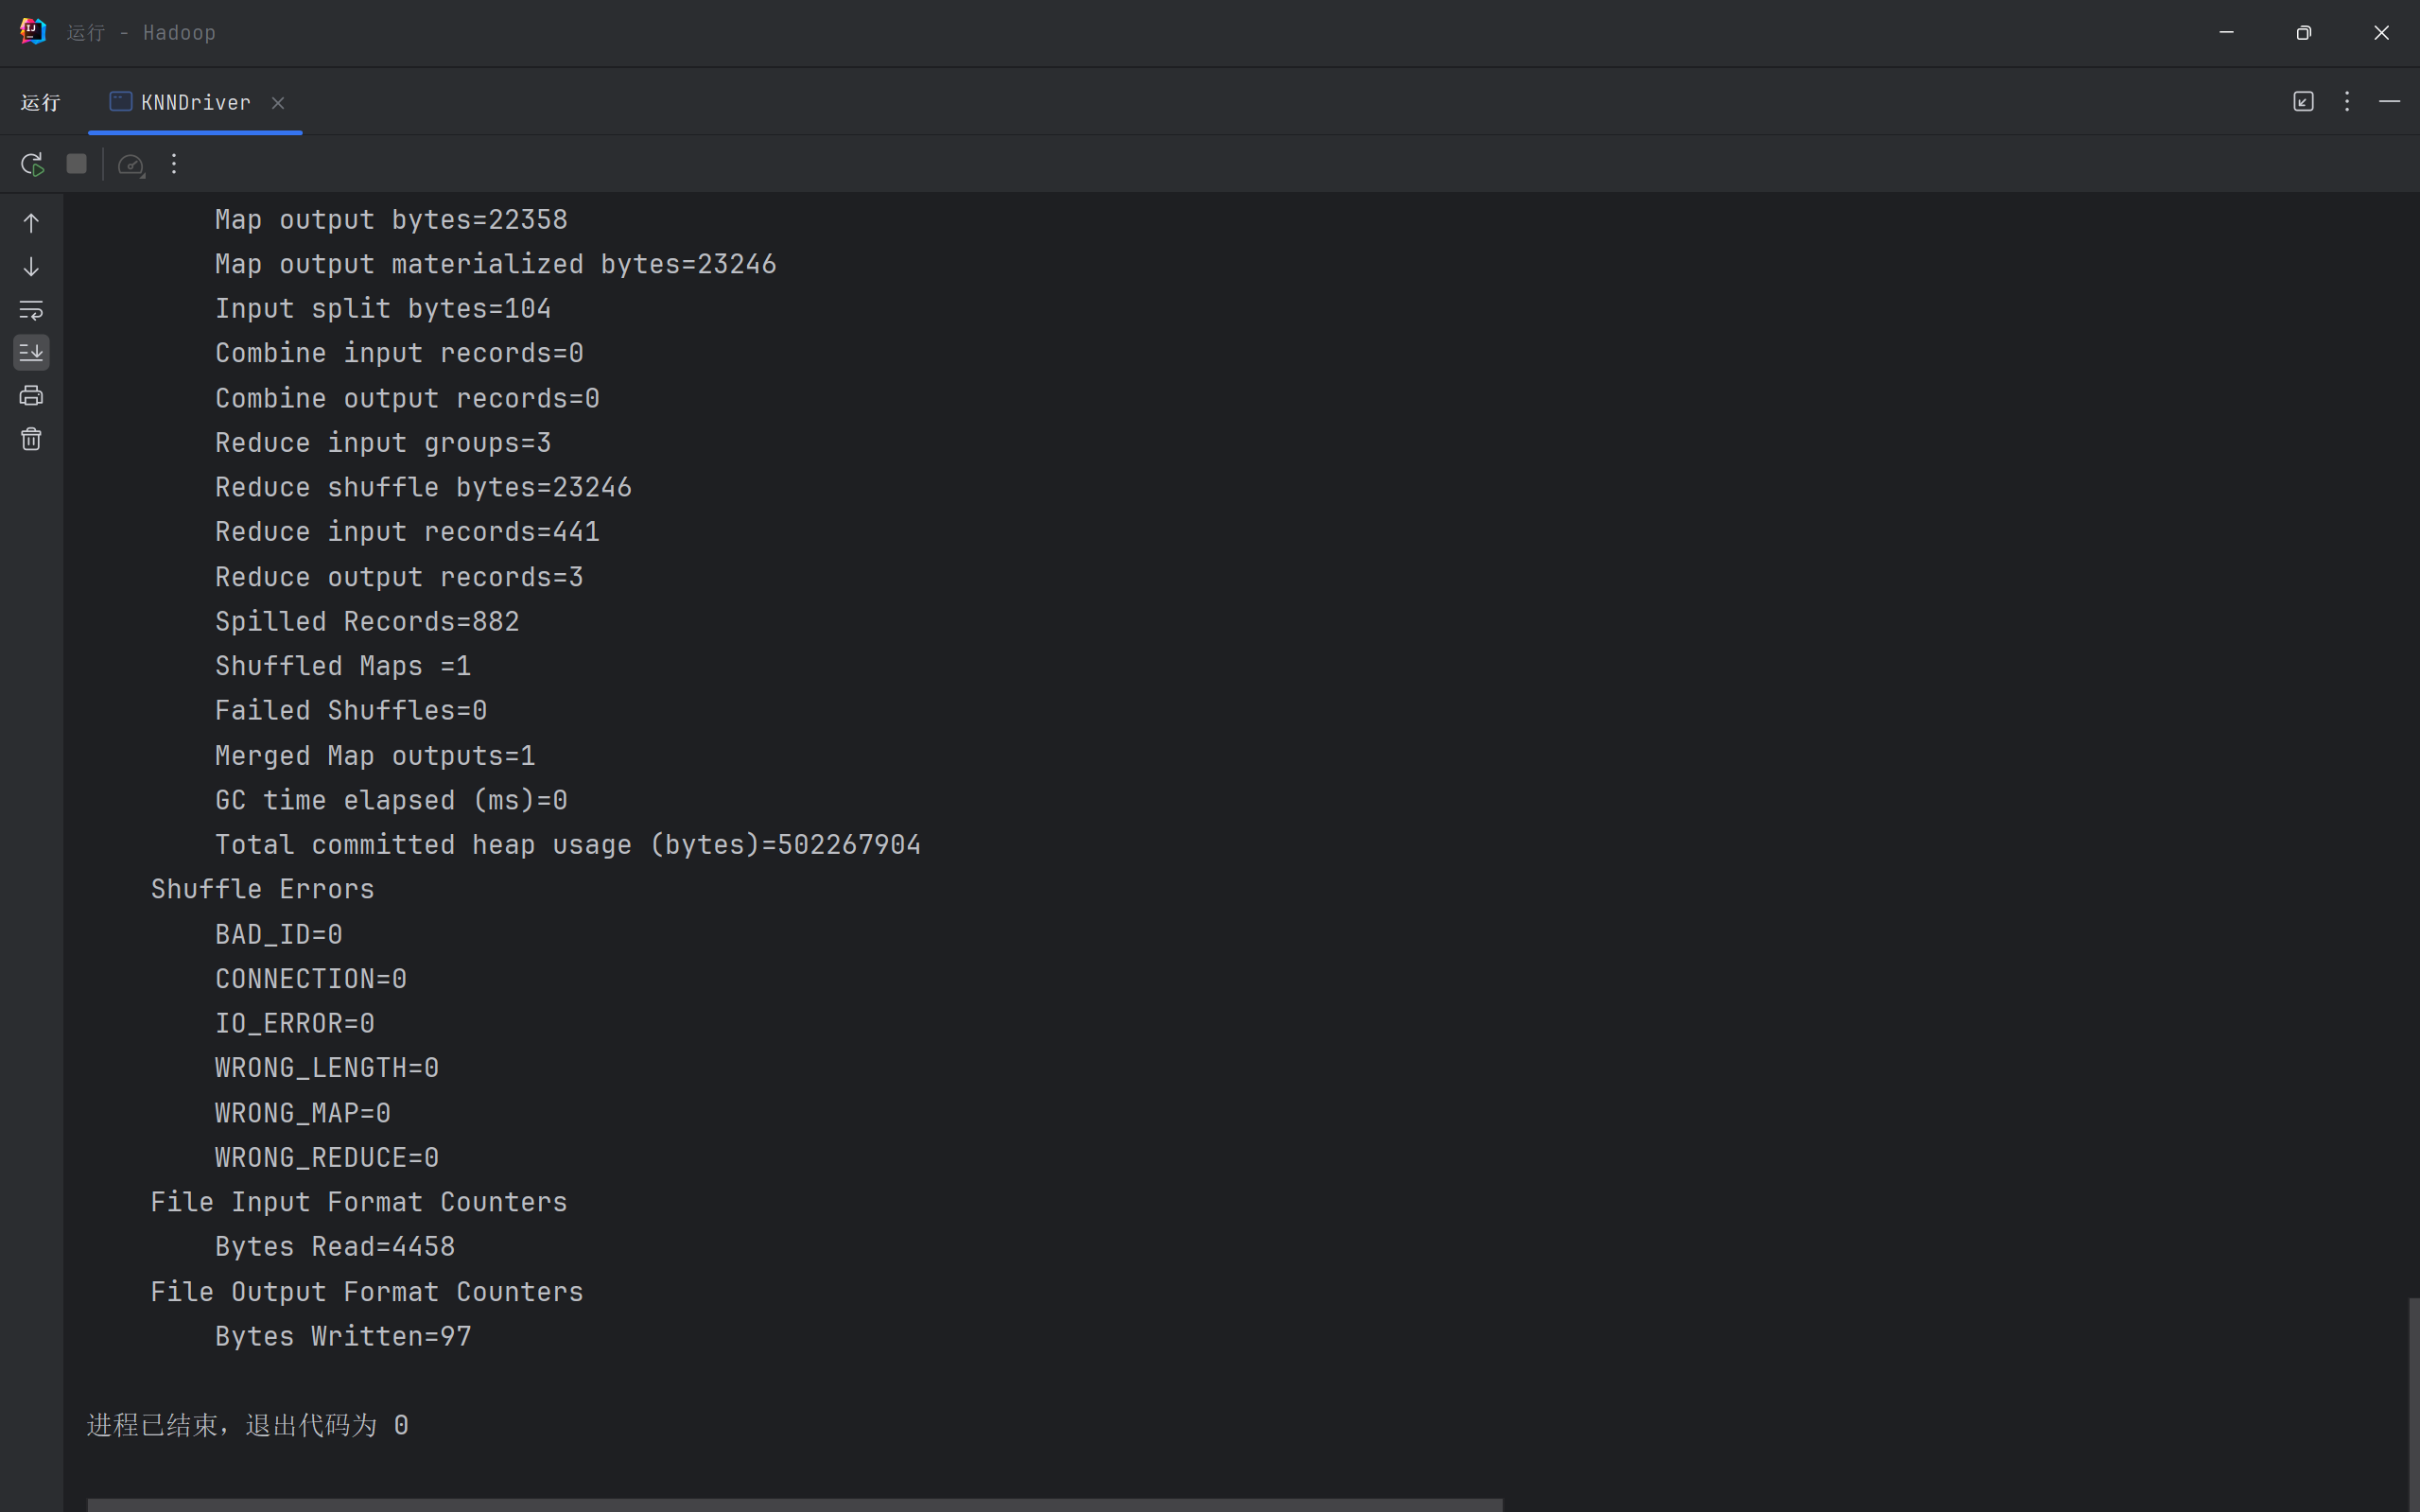 运行 - Hadoop
运行 KNNDriver
Map output bytes=22358
Map output materialized bytes=23246
Input split bytes=104
Combine input records=0
Combine output records=0
Reduce input groups=3
Reduce shuffle bytes=23246
Reduce input records=441
Reduce output records=3
Spilled Records=882
Shuffled Maps =1
Failed Shuffles=0
Merged Map outputs=1
GC time elapsed (ms)=0
Total committed heap usage (bytes)=502267904
Shuffle Errors
BAD_ID=0
CONNECTION=0
IO_ERROR=0
WRONG_LENGTH=0
WRONG_MAP=0
WRONG_REDUCE=0
File Input Format Counters
Bytes Read=4458
File Output Format Counters
Bytes Written=97
进程已结束，退出代码为 0